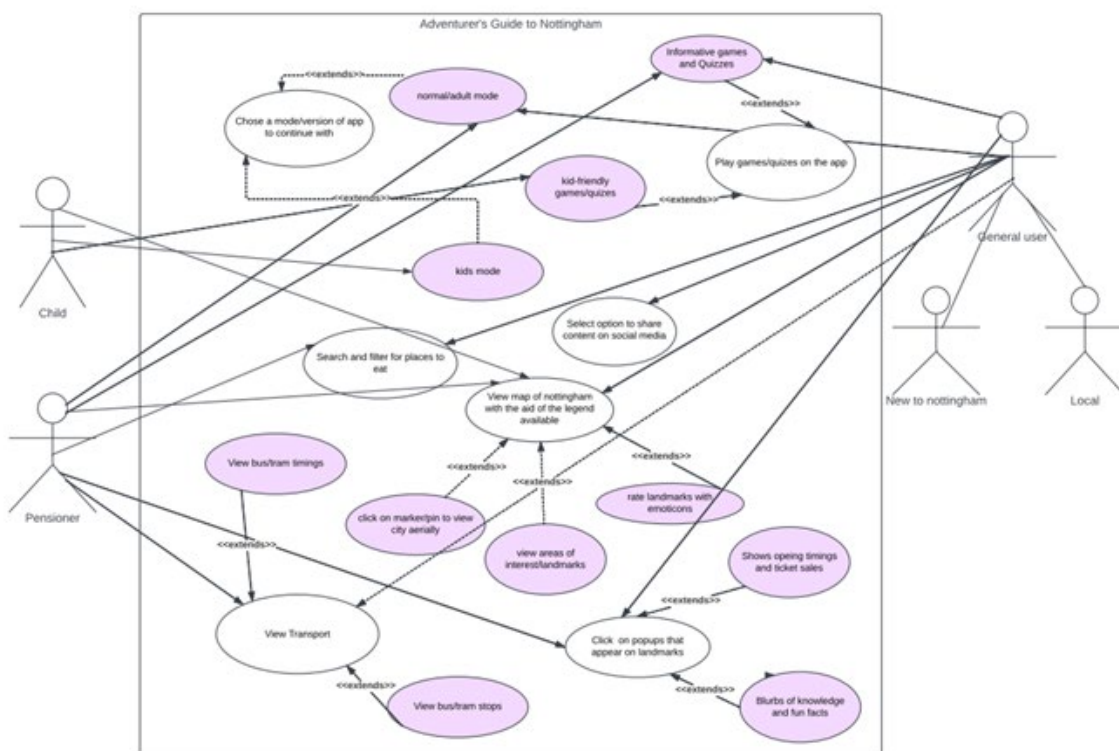 Adventurer's Guide to Nottingham
Informative games
and Quizzes
<<extends>>
normal/adult mode
<<extends>>
Chose a mode/version of app
to continue with
Play games/quizes on the app
kid-friendly
games/quizes
<<extends>>
<<extends>>
General user
kids mode
Child
Select option to share
content on social media
Search and filter for places to
eat
View map of nottingham
with the aid of the legend
available
New to nottingham
Local
View bus/tram timings
<<extends>>
<<extends>>
<<extends>>
rate landmarks with
emoticons
Pensioner
click on marker/pin to view
city aerially
<<extends>>
view areas of
interest/landmarks
Shows opeing timings
and ticket sales
<<extends>>
View Transport
Click on popups that
appear on landmarks
<<extends>>
<<extends>>
View bus/tram stops
Blurbs of knowledge
and fun facts